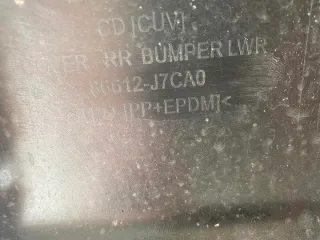 CD [CUV]
ER RR BUMPER LWR
86612-J7CA0
[PP+EPDM]<